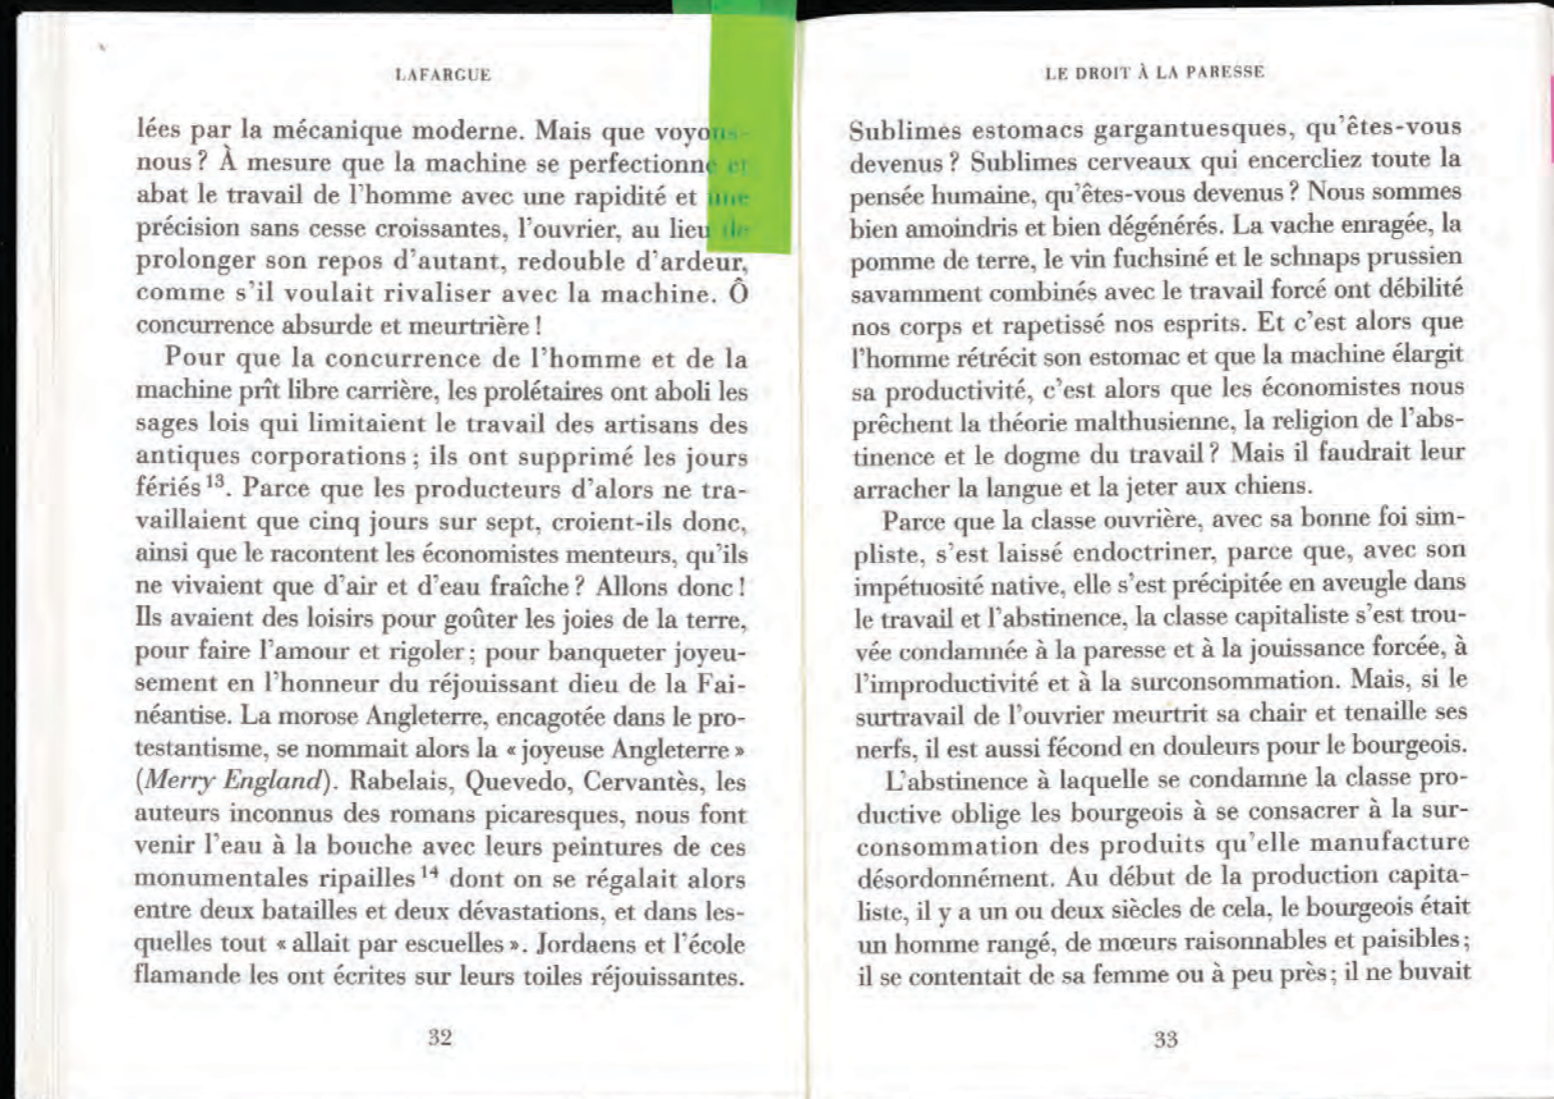 LAFARGUE
lées par la mécanique moderne. Mais que voyons-
nous ? À mesure que la machine se perfectionne et
abat le travail de l'homme avec une rapidité et une
précision sans cesse croissantes, l'ouvrier, au lieu de
prolonger son repos d'autant, redouble d'ardeur,
comme s'il voulait rivaliser avec la machine. Ô
concurrence absurde et meurtrière !
Pour que la concurrence de l'homme et de la
machine prît libre carrière, les prolétaires ont aboli les
sages lois qui limitaient le travail des artisans des
antiques corporations ; ils ont supprimé les jours
fériés 13. Parce que les producteurs d'alors ne tra-
vaillaient que cinq jours sur sept, croient-ils donc,
ainsi que le racontent les économistes menteurs, qu'ils
ne vivaient que d'air et d'eau fraîche ? Allons donc !
Ils avaient des loisirs pour goûter les joies de la terre,
pour faire l'amour et rigoler ; pour banqueter joyeu-
sement en l'honneur du réjouissant dieu de la Fai-
néantise. La morose Angleterre, encagotée dans le pro-
testantisme, se nommait alors la « joyeuse Angleterre »
(Merry England). Rabelais, Quevedo, Cervantès, les
auteurs inconnus des romans picaresques, nous font
venir l'eau à la bouche avec leurs peintures de ces
monumentales ripailles 14 dont on se régalait alors
entre deux batailles et deux dévastations, et dans les-
quelles tout « allait par escuelles ». Jordaens et l'école
flamande les ont écrites sur leurs toiles réjouissantes.
32
LE DROIT À LA PARESSE
Sublimes estomacs gargantuesques, qu'êtes-vous
devenus ? Sublimes cerveaux qui encercliez toute la
pensée humaine, qu'êtes-vous devenus ? Nous sommes
bien amoindris et bien dégénérés. La vache enragée, la
pomme de terre, le vin fuchsiné et le schnaps prussien
savamment combinés avec le travail forcé ont débilité
nos corps et rapetissé nos esprits. Et c'est alors que
l'homme rétrécit son estomac et que la machine élargit
sa productivité, c'est alors que les économistes nous
prêchent la théorie malthusienne, la religion de l'abs-
tinence et le dogme du travail ? Mais il faudrait leur
arracher la langue et la jeter aux chiens.
Parce que la classe ouvrière, avec sa bonne foi sim-
pliste, s'est laissé endoctriner, parce que, avec son
impétuosité native, elle s'est précipitée en aveugle dans
le travail et l'abstinence, la classe capitaliste s'est trou-
vée condamnée à la paresse et à la jouissance forcée, à
l'improductivité et à la surconsommation. Mais, si le
surtravail de l'ouvrier meurtrit sa chair et tenaille ses
nerfs, il est aussi fécond en douleurs pour le bourgeois.
L'abstinence à laquelle se condamne la classe pro-
ductive oblige les bourgeois à se consacrer à la sur-
consommation des produits qu'elle manufacture
désordonnément. Au début de la production capita-
liste, il y a un ou deux siècles de cela, le bourgeois était
un homme rangé, de mœurs raisonnables et paisibles ;
il se contentait de sa femme ou à peu près ; il ne buvait
33